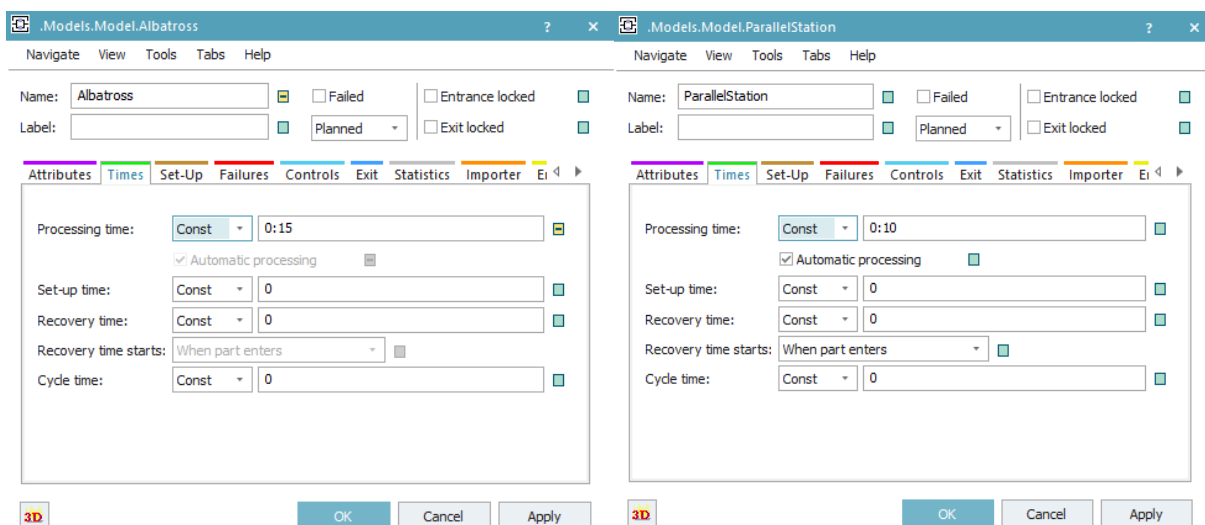 .Models.Model.Albatross ? ×
Navigate View Tools Tabs Help
Name: Albatross Failed Entrance locked
Label: Planned Exit locked
Attributes Times Set-Up Failures Controls Exit Statistics Importer
Processing time: Const 0:15
Automatic processing
Set-up time: Const 0
Recovery time: Const 0
Recovery time starts: When part enters
Cycle time: Const 0
3D OK Cancel Apply
.Models.Model.ParallelStation ? ×
Navigate View Tools Tabs Help
Name: ParallelStation Failed Entrance locked
Label: Planned Exit locked
Attributes Times Set-Up Failures Controls Exit Statistics Importer
Processing time: Const 0:10
Automatic processing
Set-up time: Const 0
Recovery time: Const 0
Recovery time starts: When part enters
Cycle time: Const 0
3D OK Cancel Apply